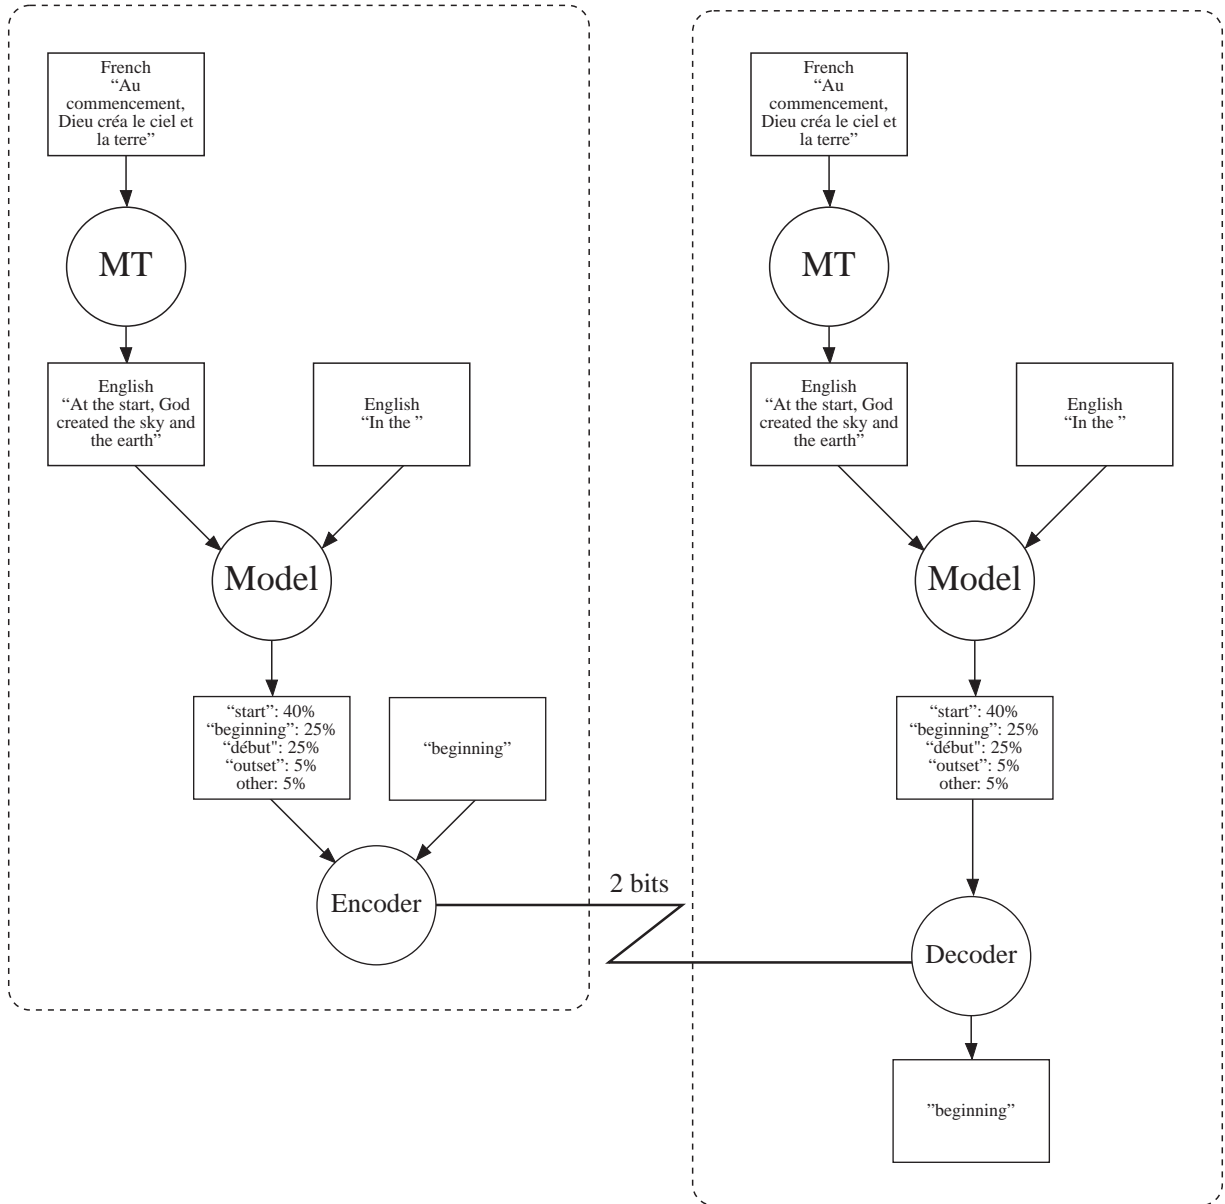 French
“Au
commencement,
Dieu créa le ciel et
la terre”
MT
English
“At the start, God
created the sky and
the earth”
English
“In the ”
Model
“start”: 40%
“beginning”: 25%
“début": 25%
“outset”: 5%
other: 5%
“beginning”
Encoder
2 bits
French
“Au
commencement,
Dieu créa le ciel et
la terre”
MT
English
“At the start, God
created the sky and
the earth”
English
“In the ”
Model
“start”: 40%
“beginning”: 25%
“début": 25%
“outset”: 5%
other: 5%
Decoder
”beginning”